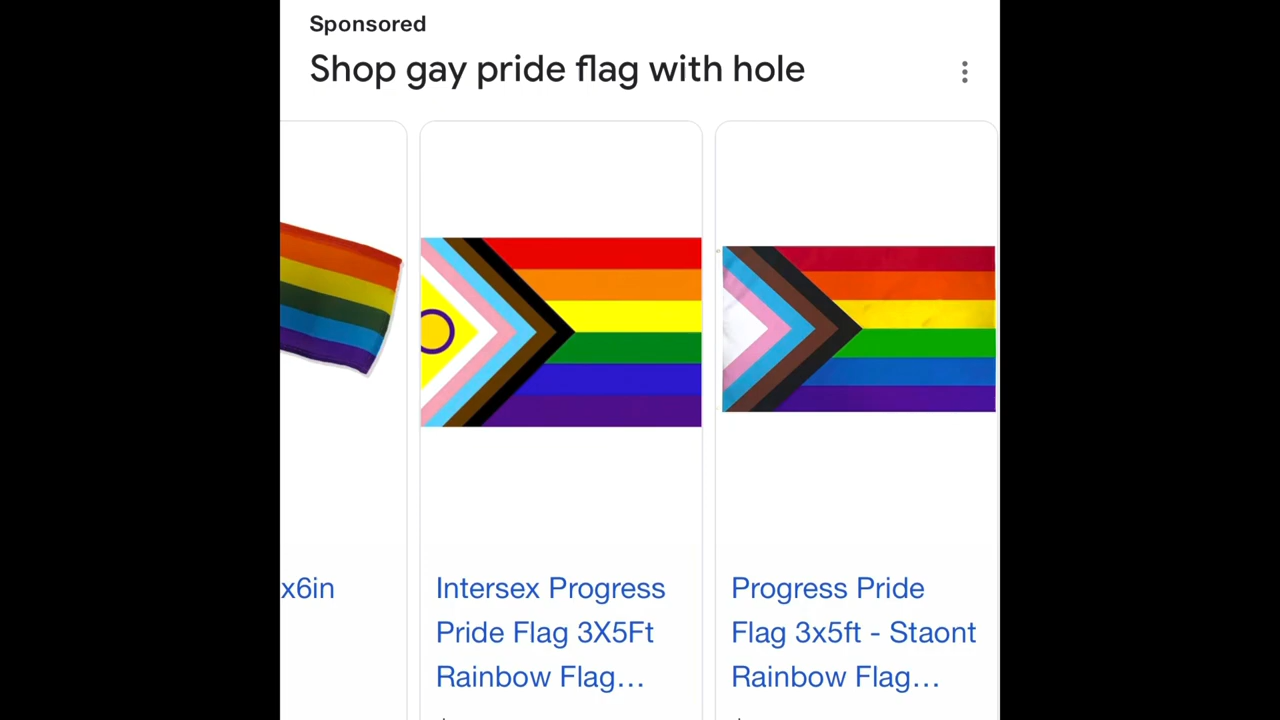 Sponsored
Shop gay pride flag with hole
x6in
Intersex Progress
Pride Flag 3X5Ft
Rainbow Flag...
Progress Pride
Flag 3x5ft - Staont
Rainbow Flag...